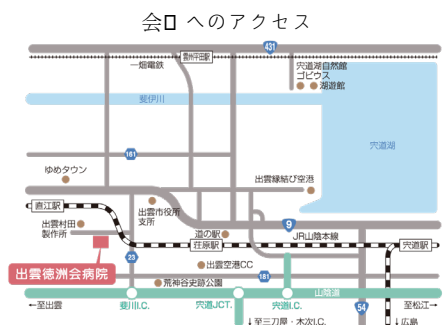 会 へのアクセス
431
雲州平田駅
一畑電鉄
宍道湖自然館
ゴビウス
湖遊館
斐伊川
宍道湖
161
ゆめタウン
出雲縁結び空港
直江駅
出雲市役所
支所
出雲村田
製作所
道の駅
9
荘原駅
JR山陰本線
宍道駅
出雲徳洲会病院
23
出雲空港CC
荒神谷史跡公園
181
山陰道
←至出雲
斐川I.C.
宍道JCT.
宍道I.C.
54
至松江→
↓至三刀屋・木次I.C.
↓広島